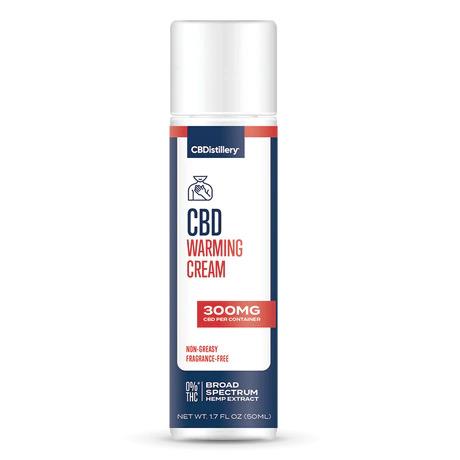 CBDistillery
CBD
WARMING
CREAM
300MG
CBD PER CONTAINER
NON-GREASY
FRAGRANCE-FREE
0%* THC
BROAD
SPECTRUM
HEMP EXTRACT
NET WT. 1.7 FL OZ (50ML)